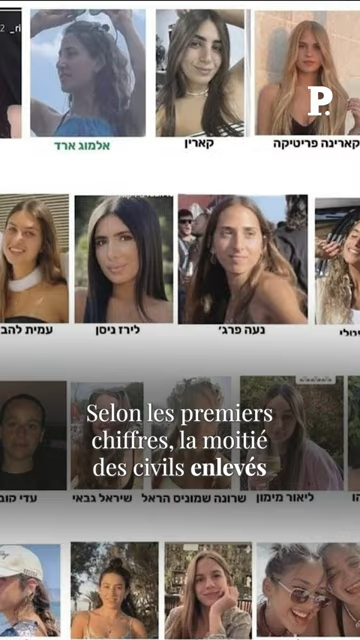 P.
אלמוג ארד
קארין
קארינה פריטיקה
עמית להב
לירז ניסן
נעה פרג׳
Selon les premiers
chiffres, la moitié
des civils enlevés
שיראל גבאי
שרונה שמוניס הראל
ליאור מימון